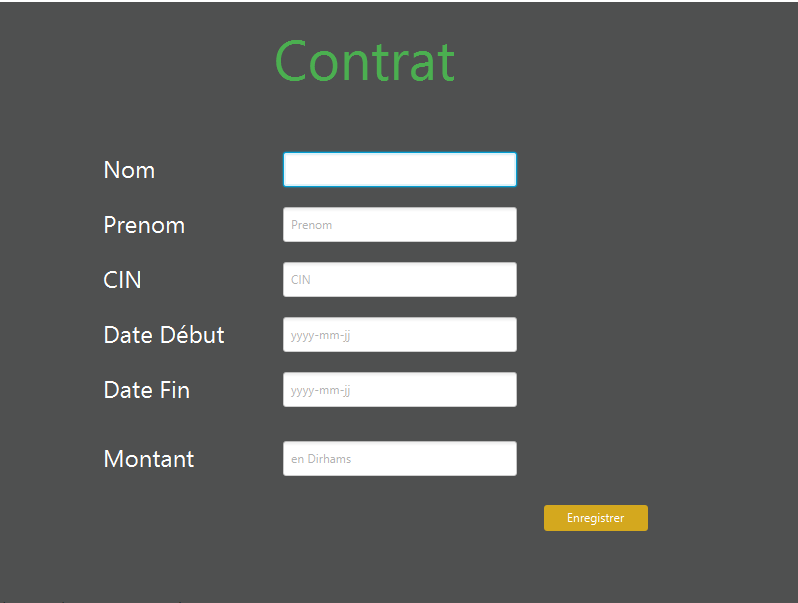 Contrat
Nom
Prenom Prenom
CIN CIN
Date Début yyyy-mm-jj
Date Fin yyyy-mm-jj
Montant en Dirhams
Enregistrer